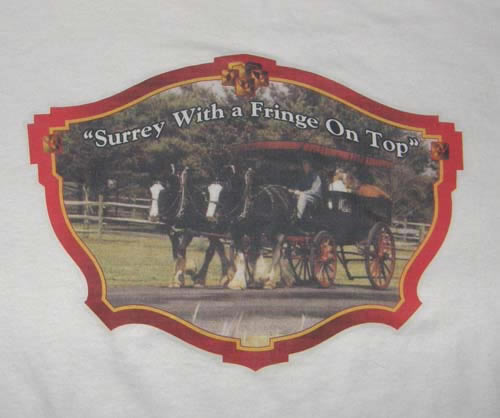 "Surrey With a Fringe On Top"